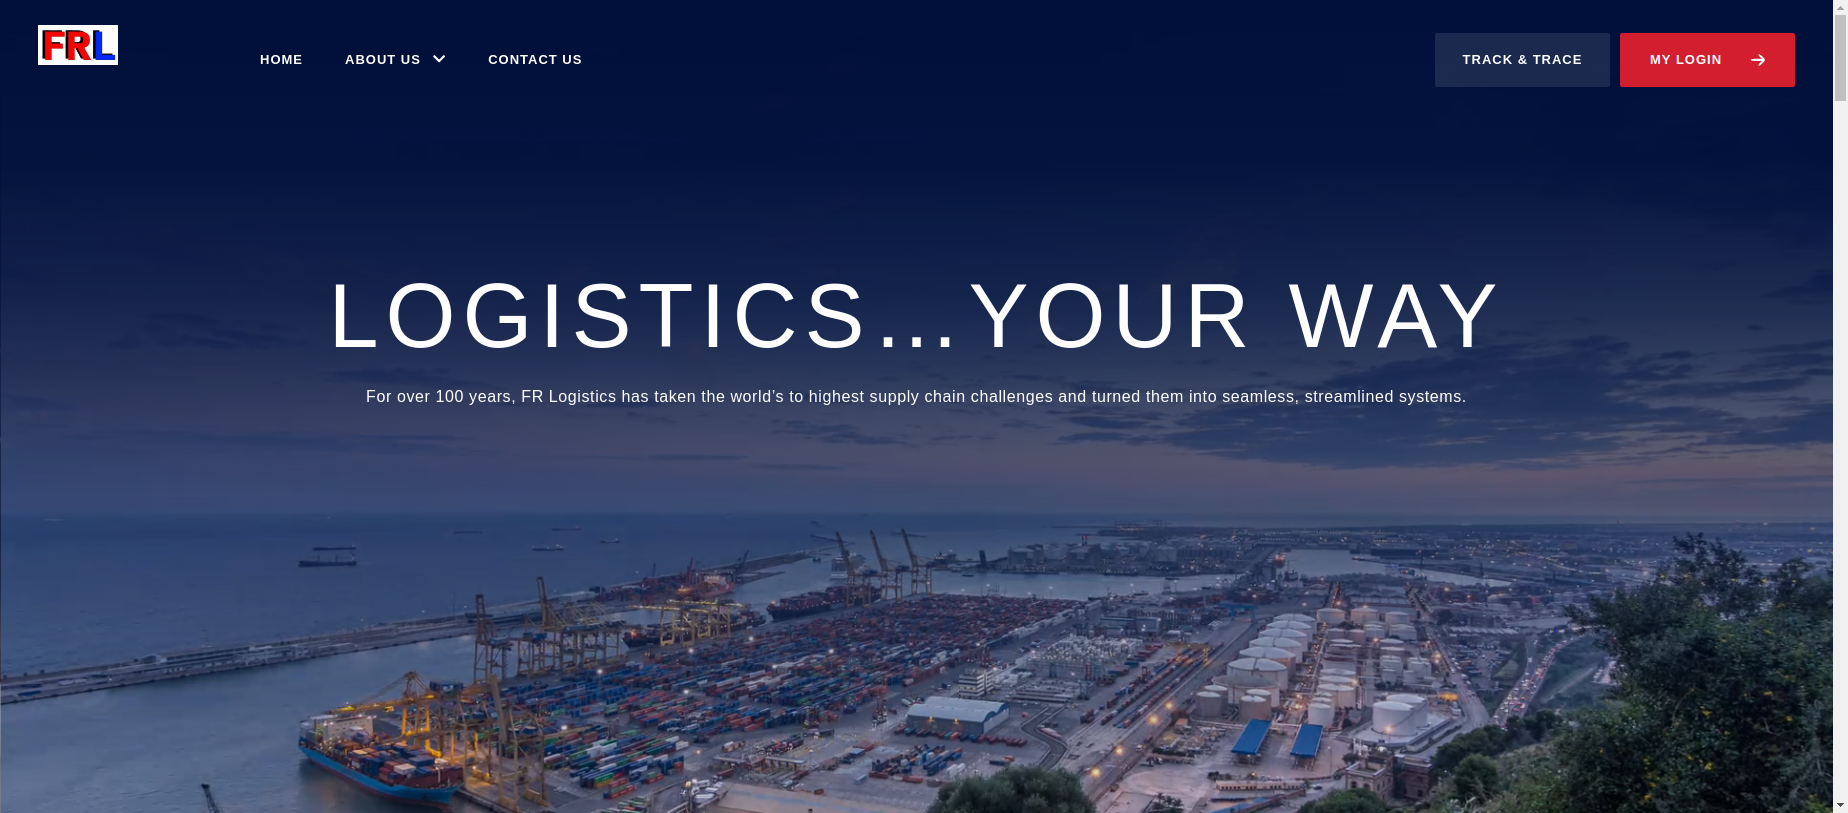 FRL
HOME
ABOUT US
CONTACT US
TRACK & TRACE
MY LOGIN
LOGISTICS...YOUR WAY
For over 100 years, FR Logistics has taken the world's to highest supply chain challenges and turned them into seamless, streamlined systems.